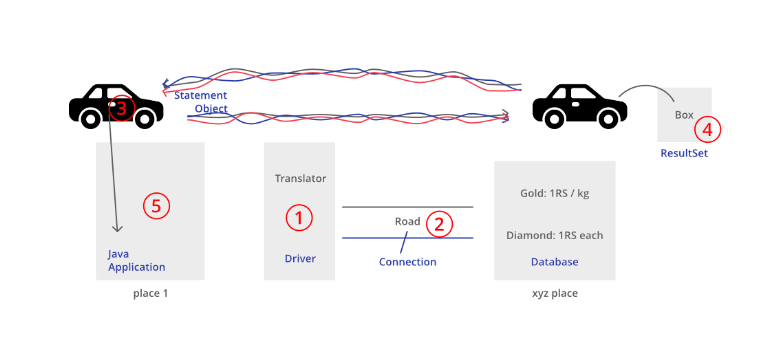 Statement
Object
3
Box
4
ResultSet
5
Java
Application
place 1
Translator
1
Driver
Road
2
Connection
Gold: 1RS / kg
Diamond: 1RS each
Database
xyz place